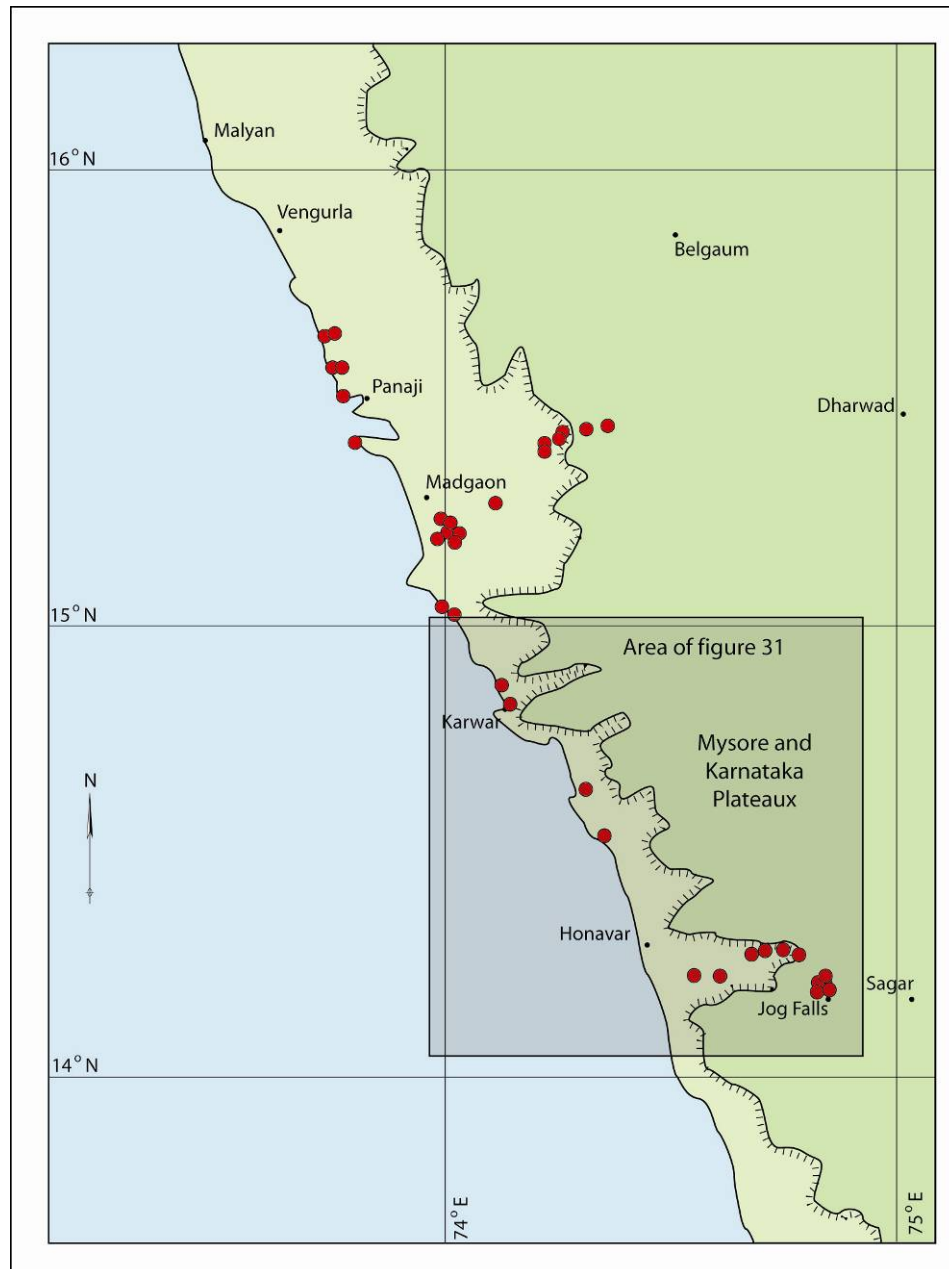 Malyan
16° N
Vengurla
Belgaum
Panaji
Dharwad
Madgaon
15° N
Area of figure 31
Karwar
Mysore and
Karnataka
Plateaux
N
Honavar
Sagar
Jog Falls
14° N
74° E
75° E